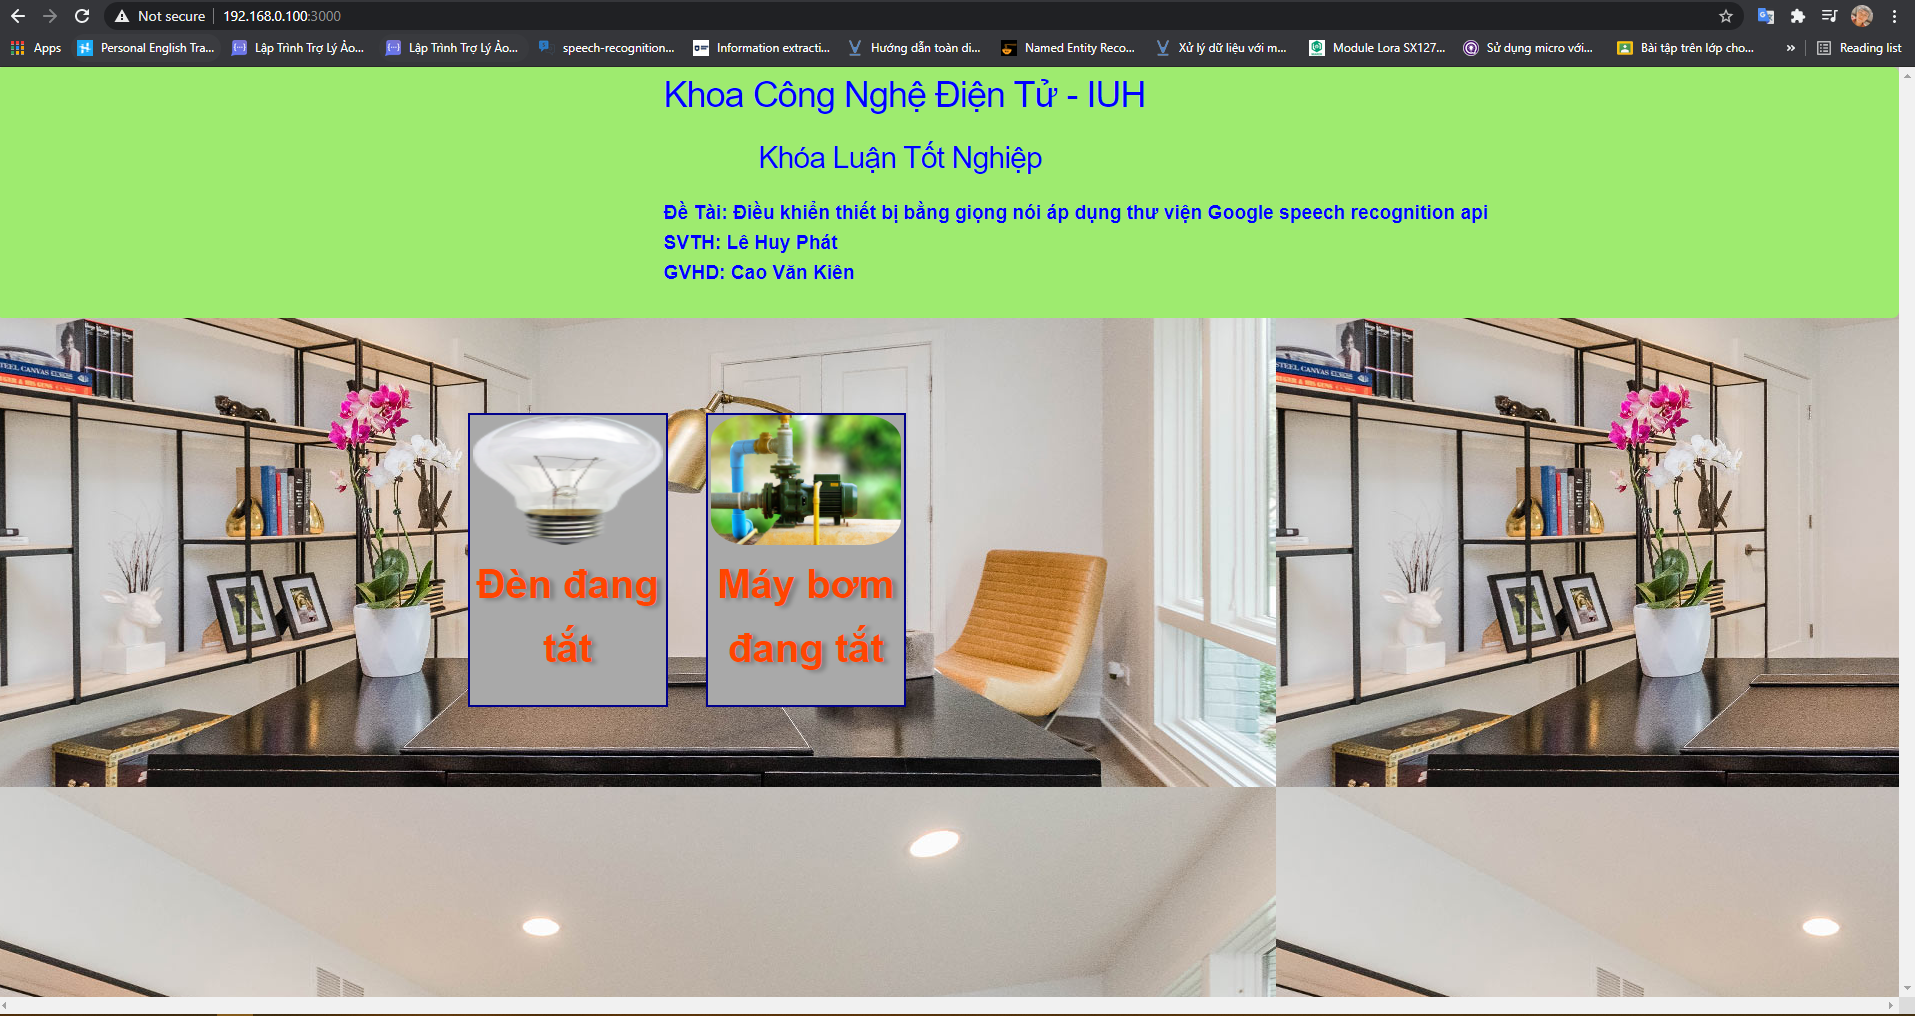 Not secure
192.168.0.100:3000
Apps
Personal English Tra...
Lập Trình Trợ Lý Ảo...
Lập Trình Trợ Lý Ảo...
speech-recognition...
Information extracti...
Hướng dẫn toàn di...
Named Entity Reco...
Xử lý dữ liệu với m...
Module Lora SX127...
Sử dụng micro với...
Bài tập trên lớp cho...
»
Reading list
Khoa Công Nghệ Điện Tử - IUH
Khóa Luận Tốt Nghiệp
Đề Tài: Điều khiển thiết bị bằng giọng nói áp dụng thư viện Google speech recognition api
SVTH: Lê Huy Phát
GVHD: Cao Văn Kiên
Đèn đang
tắt
Máy bơm
đang tắt